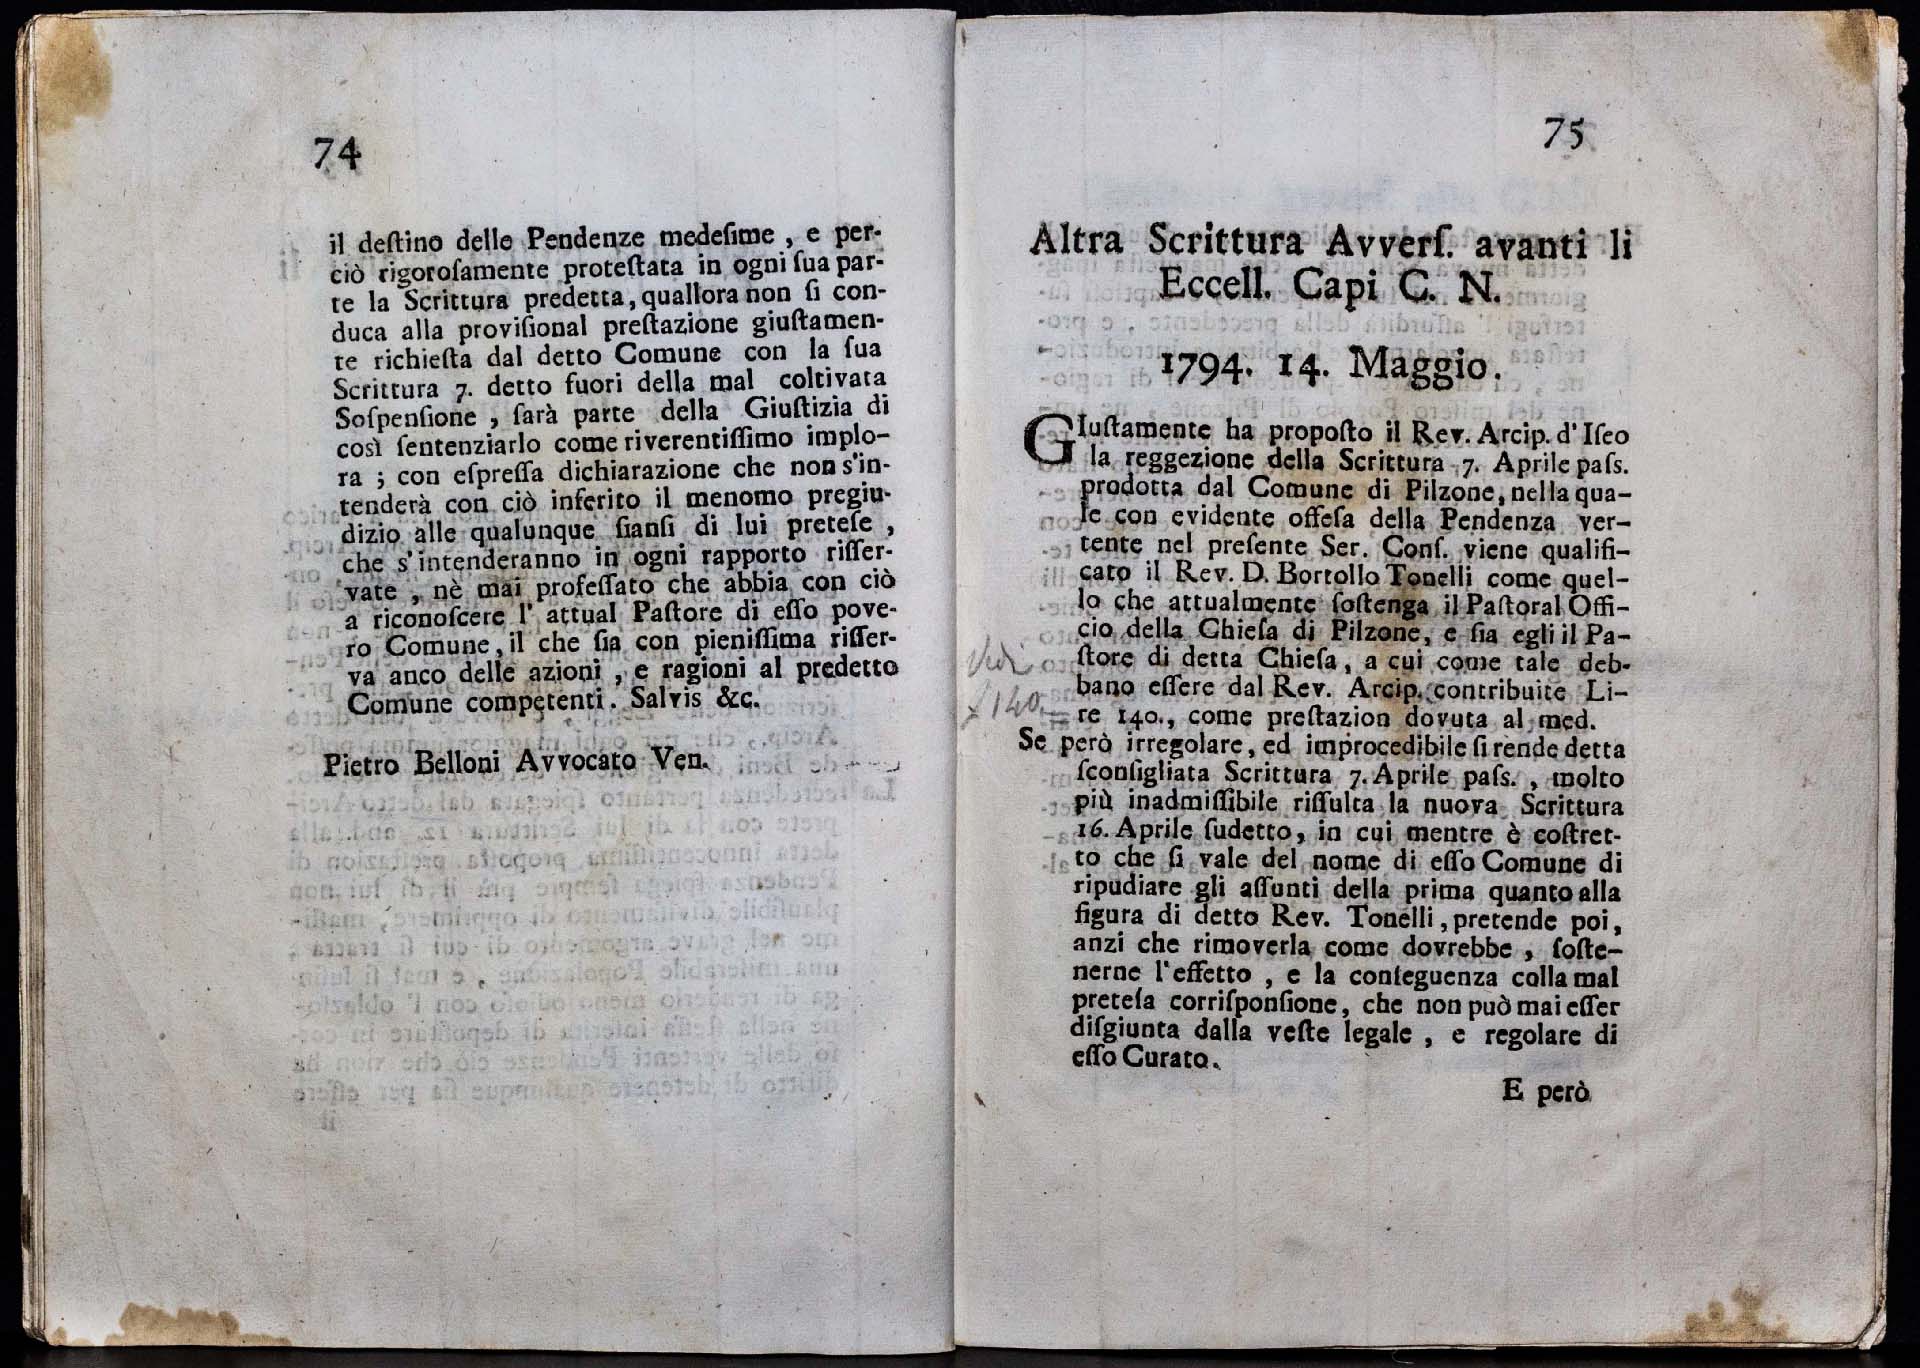 74
il deſtino delle Pendenze medeſime , e per-
ciò rigoroſamente proteſtata in ogni ſua par-
te la Scrittura predetta, quallora non ſi con-
duca alla proviſional preſtazione giuſtamen-
te richieſta dal detto Comune con la ſua
Scrittura 7. detto fuori della mal coltivata
Soſpenſione , ſarà parte della Giuſtizia di
così ſentenziarlo come riverentiſſimo implo-
ra ; con eſpreſſa dichiarazione che non s'in-
tenderà con ciò inferito il menomo pregiu-
dizio alle qualunque ſianſi di lui preteſe ,
che s'intenderanno in ogni rapporto riſſer-
vate , nè mai profeſſato che abbia con ciò
a riconoſcere l' attual Paſtore di eſſo pove-
ro Comune, il che ſia con pieniſſima riſſer-
va anco delle azioni , e ragioni al predetto
Comune competenti. Salvis &c.
Pietro Belloni Avvocato Ven.
75
Altra Scrittura Avverſ. avanti li
Eccell. Capi C. N.
1794. 14. Maggio.
GIuſtamente ha propoſto il Rev. Arcip. d' Iſeo
la reggezione della Scrittura 7. Aprile paſs.
prodotta dal Comune di Pilzone, nella qua-
le con evidente offeſa della Pendenza ver-
tente nel preſente Ser. Conſ. viene qualifi-
cato il Rev. D. Bortollo Tonelli come quel-
lo che attualmente ſoſtenga il Paſtoral Offi-
cio della Chieſa di Pilzone, e ſia egli il Pa-
ſtore di detta Chieſa, a cui come tale deb-
bano eſſere dal Rev. Arcip. contribuite Li-
re 140., come preſtazion dovuta al med.
Vedi
140
Se però irregolare, ed improcedibile ſi rende detta
ſconſigliata Scrittura 7. Aprile paſs. , molto
più inadmiſſibile riſſulta la nuova Scrittura
16. Aprile ſudetto, in cui mentre è coſtret-
to che ſi vale del nome di eſſo Comune di
ripudiare gli aſſunti della prima quanto alla
figura di detto Rev. Tonelli, pretende poi,
anzi che rimoverla come dovrebbe , ſoſte-
nerne l'effetto , e la conſeguenza colla mal
preteſa corriſponſione, che non può mai eſſer
diſgiunta dalla veſte legale , e regolare di
eſſo Curato.
E però